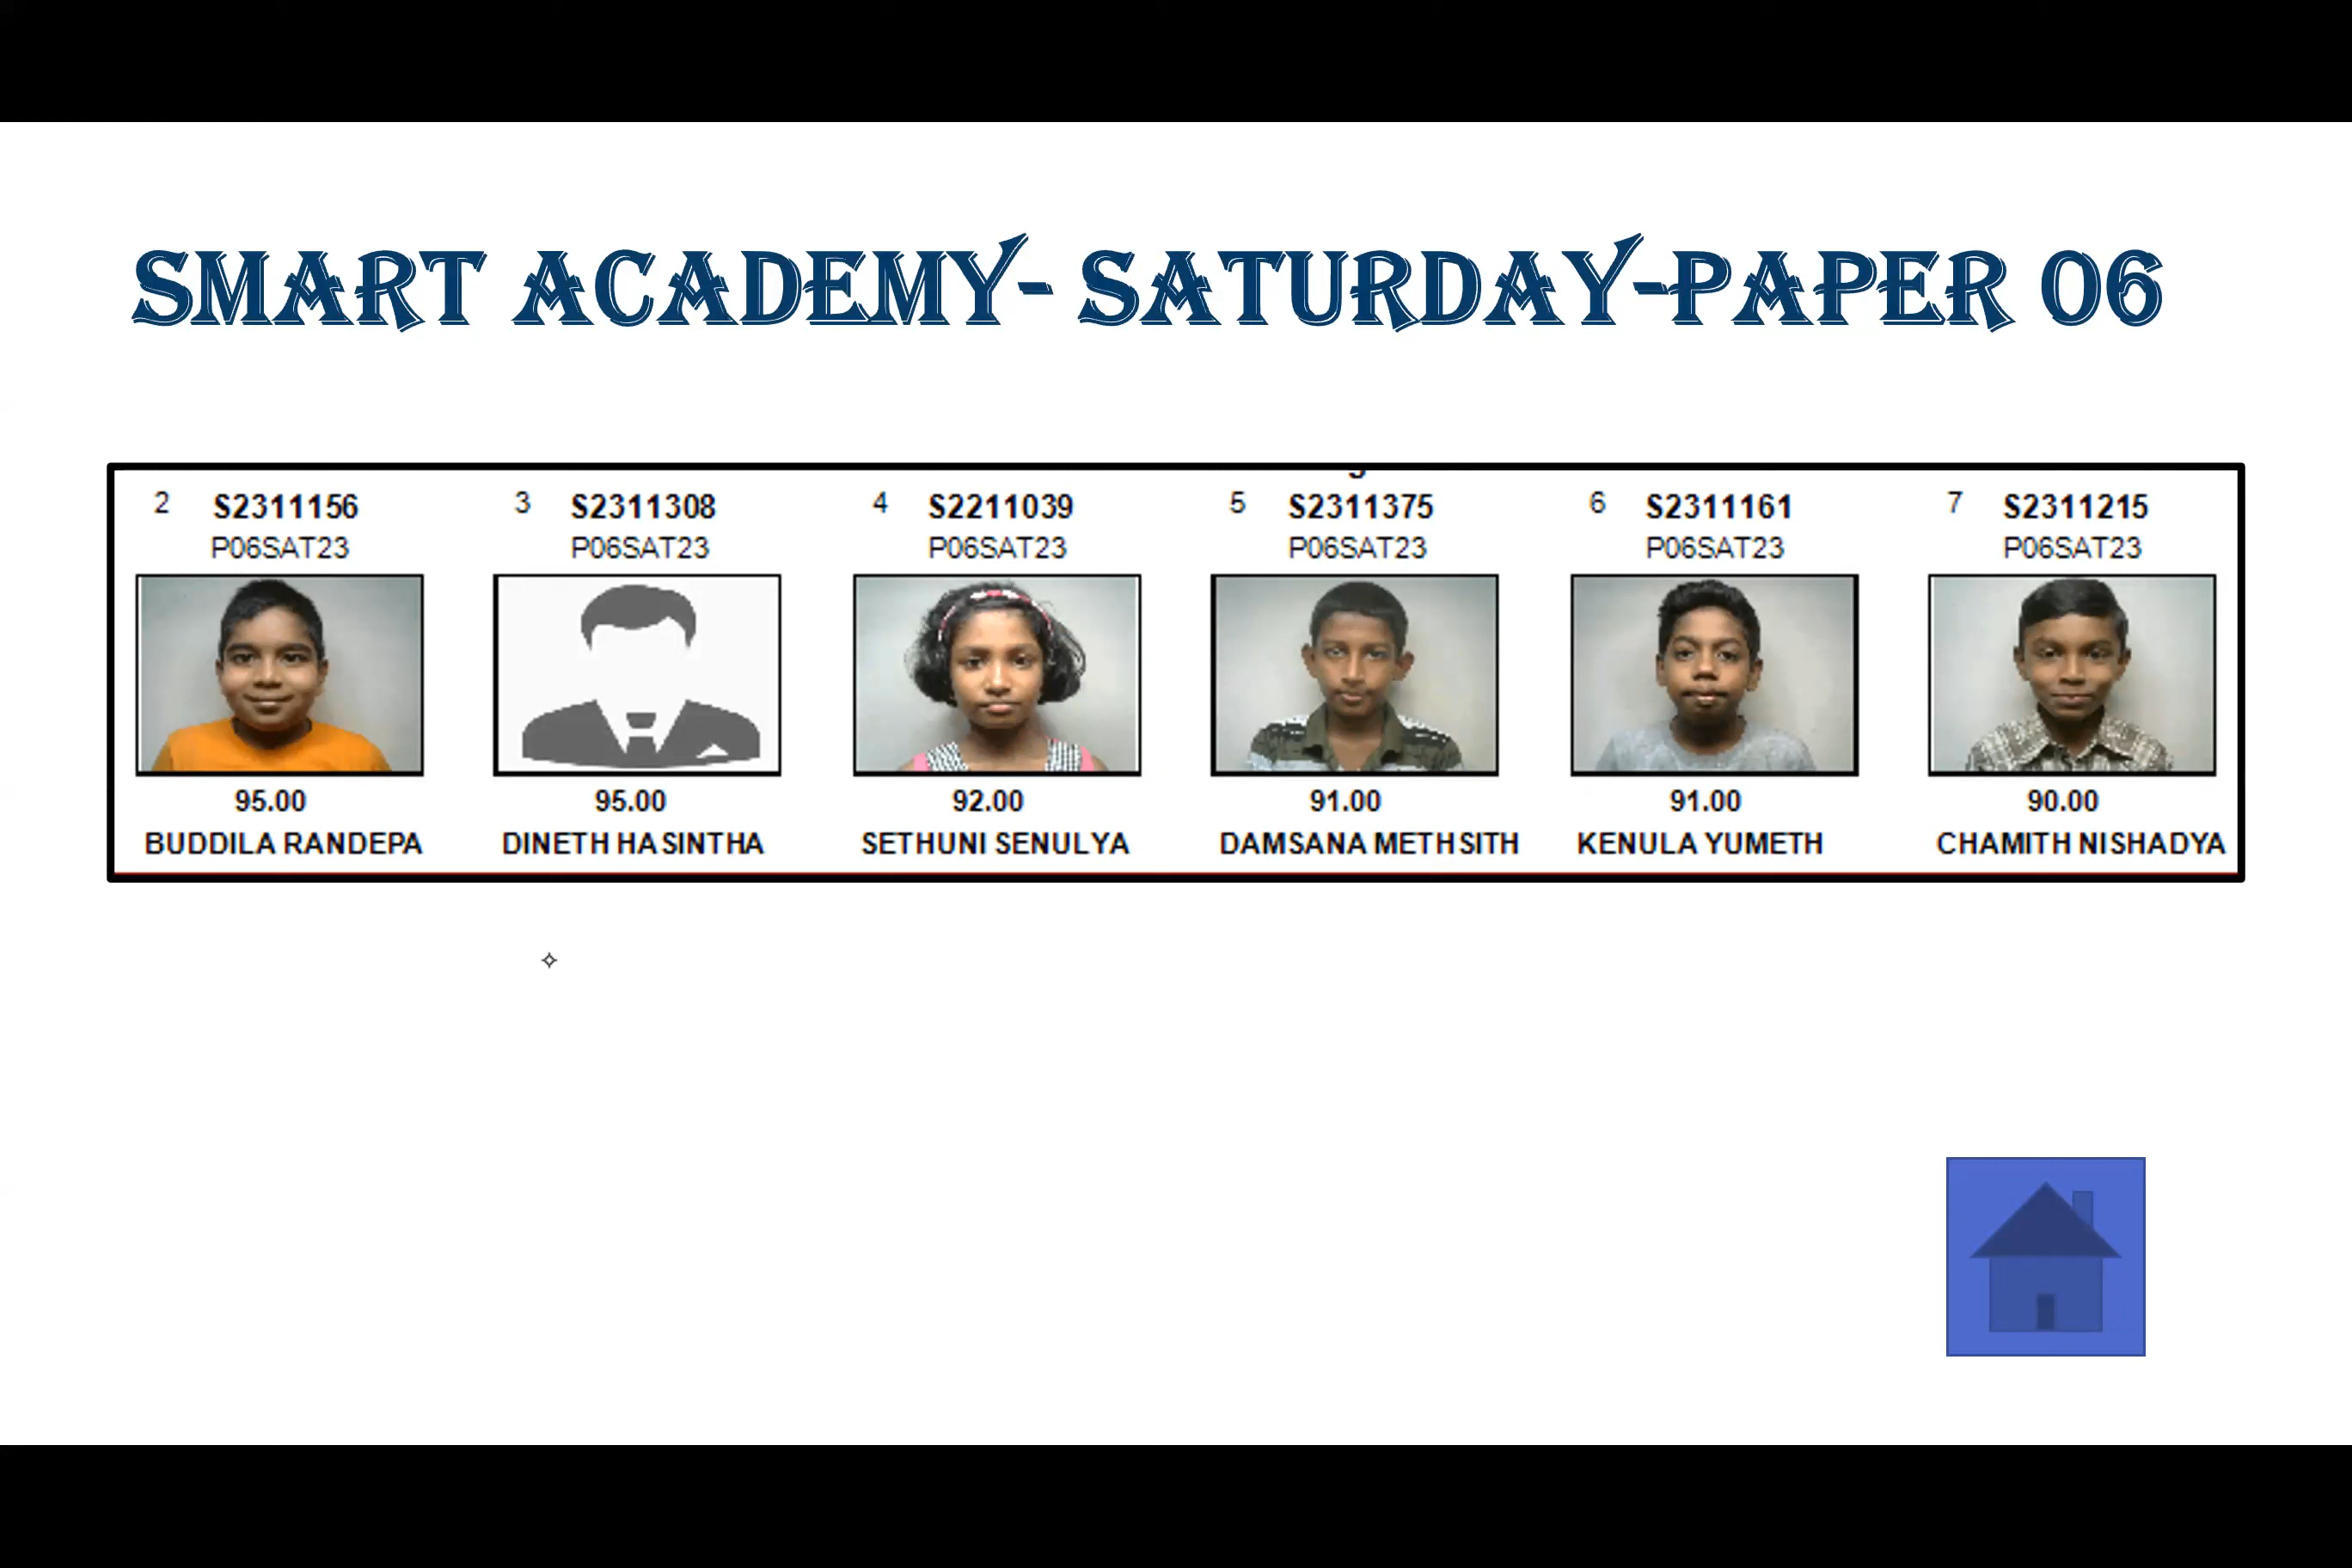 SMART ACADEMY- SATURDAY-PAPER 06
2 S2311156 3 S2311308 4 S2211039 5 S2311375 6 S2311161 7 S2311215
P06SAT23 P06SAT23 P06SAT23 P06SAT23 P06SAT23 P06SAT23
95.00 95.00 92.00 91.00 91.00 90.00
BUDDILA RANDEPA DINETH HASINTHA SETHUNI SENULYA DAMSANA METHSITH KENULA YUMETH CHAMITH NISHADYA